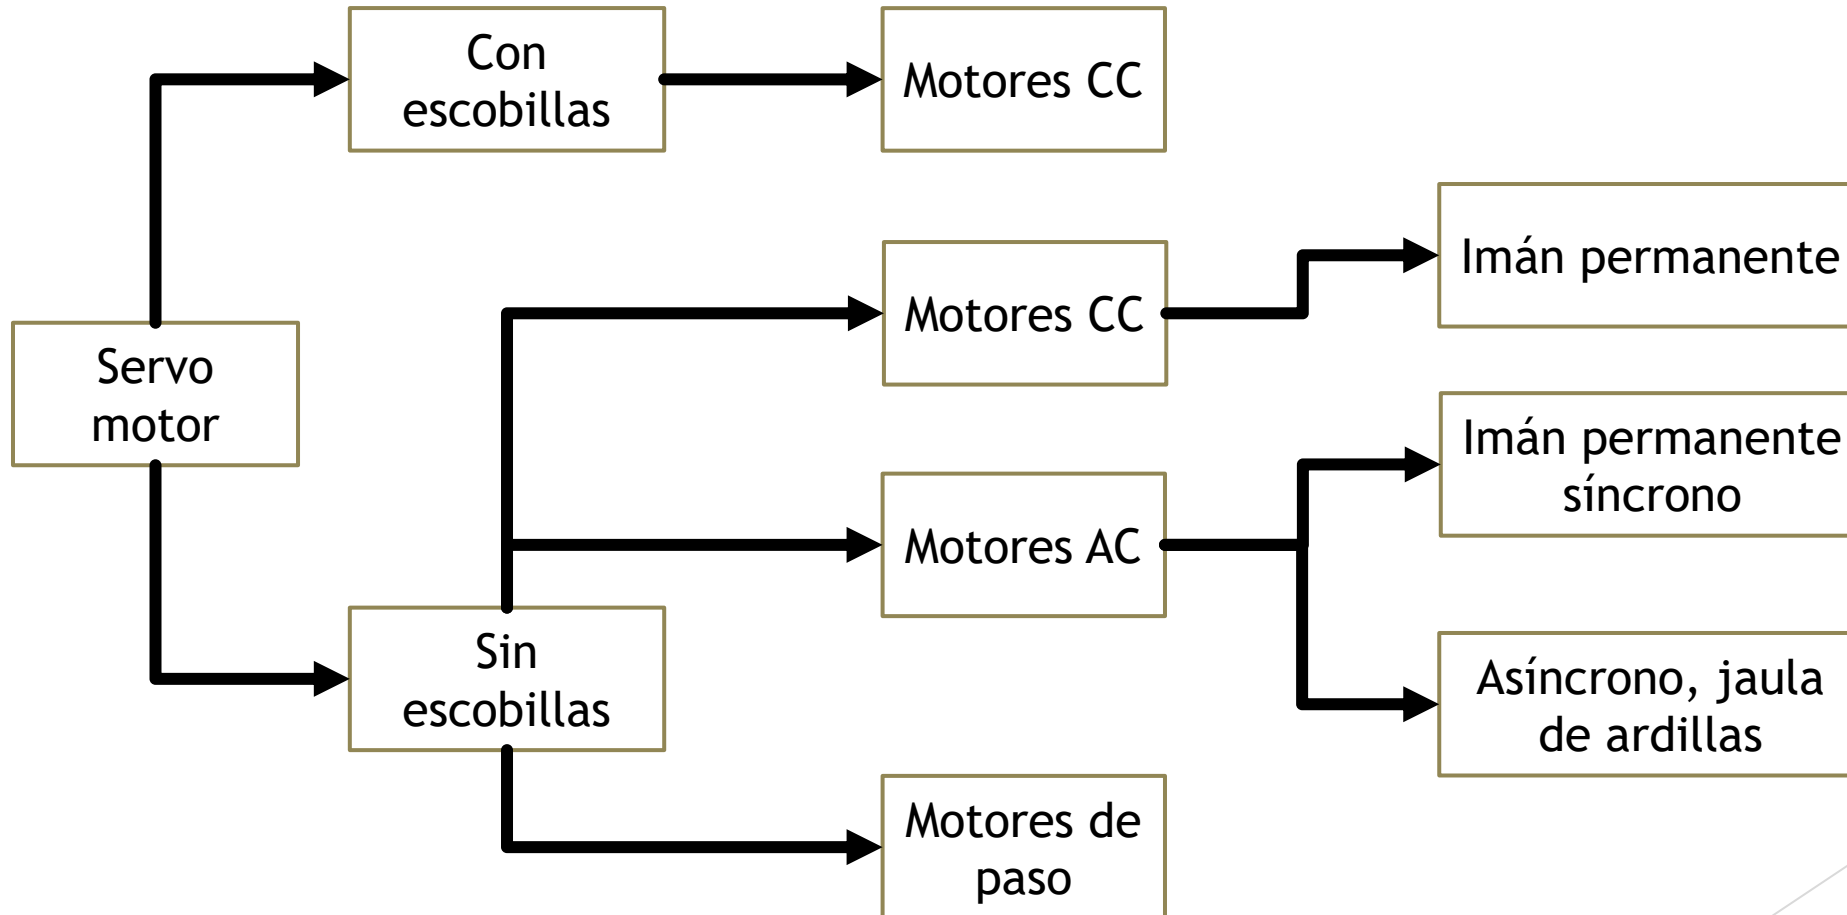 Con
escobillas
Motores CC
Imán permanente
Motores CC
Servo
motor
Imán permanente
síncrono
Motores AC
Sin
escobillas
Asíncrono, jaula
de ardillas
Motores de
paso